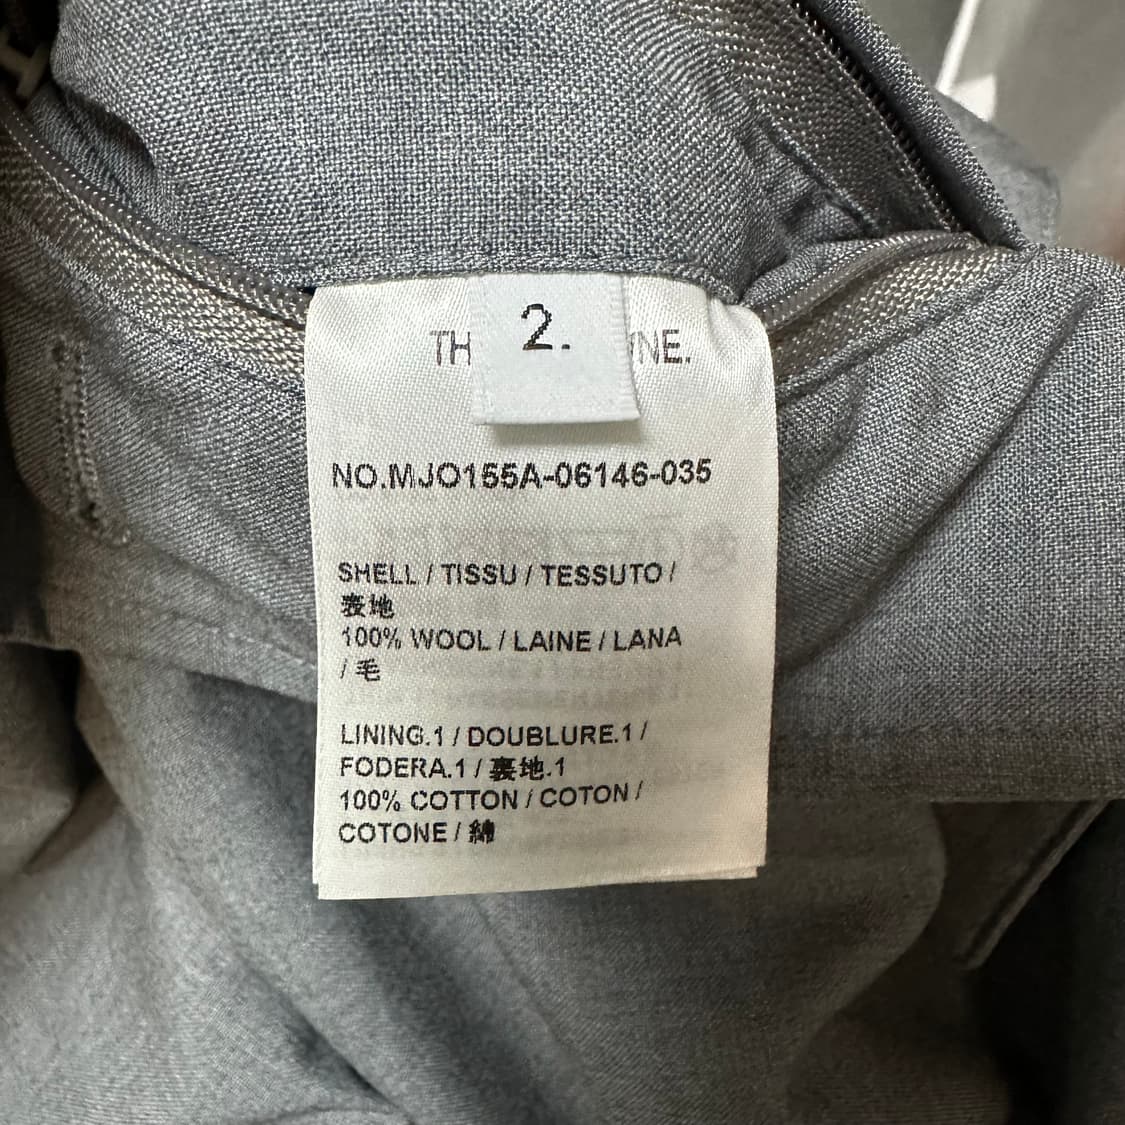 2.
TH NE.
NO.MJO155A-06146-035
SHELL / TISSU / TESSUTO /
表地
100% WOOL / LAINE / LANA
/ 毛
LINING.1 / DOUBLURE.1 /
FODERA.1 / 裏地.1
100% COTTON / COTON /
COTONE / 綿